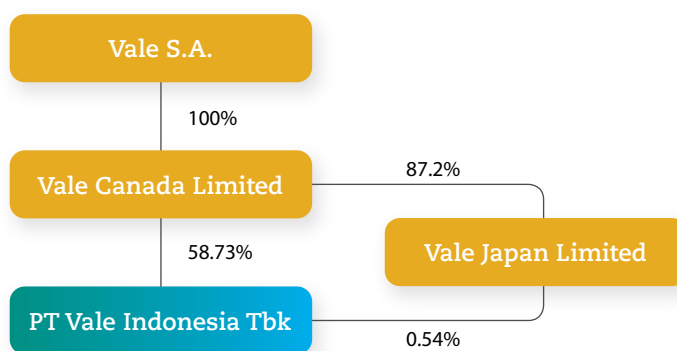 Vale S.A.
100%
Vale Canada Limited
87.2%
58.73%
Vale Japan Limited
PT Vale Indonesia Tbk
0.54%